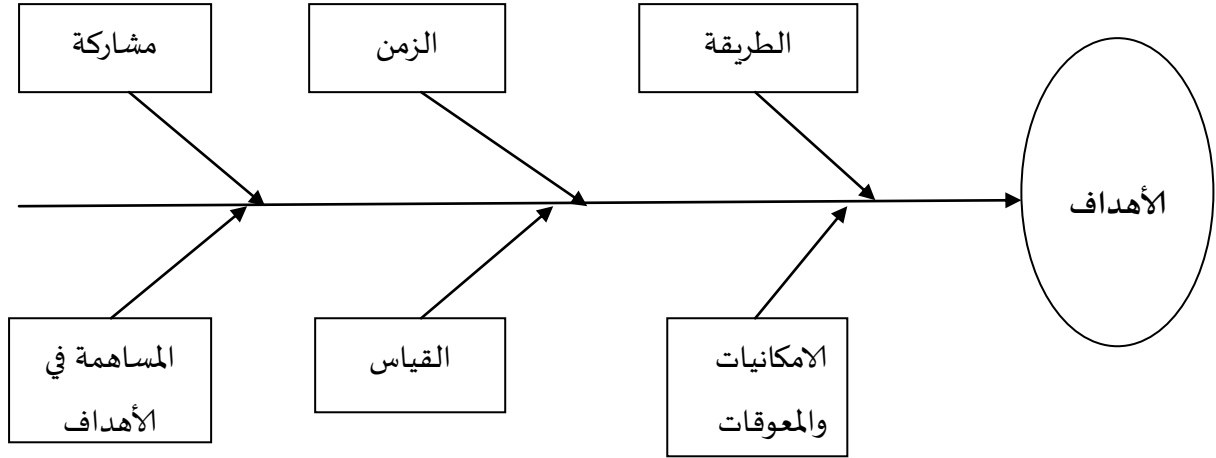 الطريقة
الزمن
مشاركة
الأهداف
الامكانيات
والمعوقات
القياس
المساهمة في
الأهداف